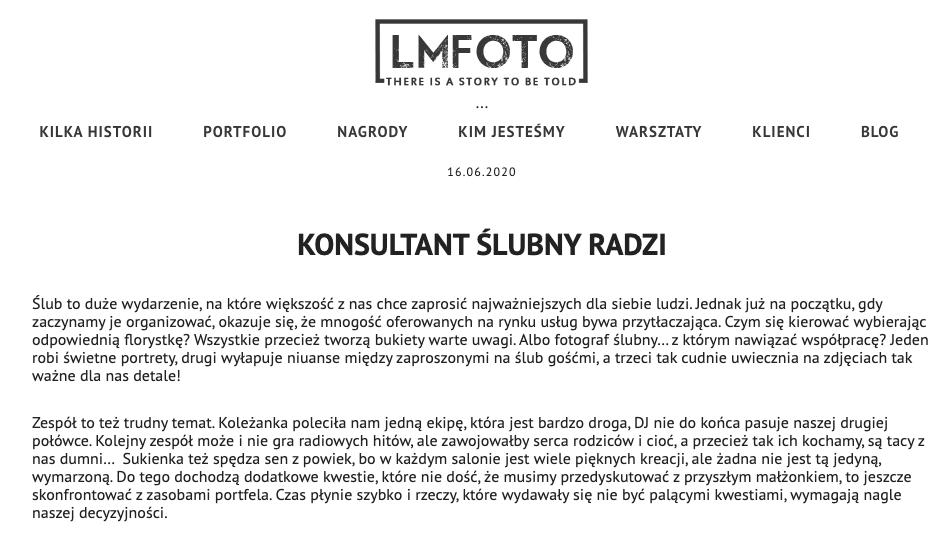 LMFOTO
THERE IS A STORY TO BE TOLD
...
KILKA HISTORII PORTFOLIO NAGRODY KIM JESTEŚMY WARSZTATY KLIENCI BLOG
16.06.2020
KONSULTANT ŚLUBNY RADZI
Ślub to duże wydarzenie, na które większość z nas chce zaprosić najważniejszych dla siebie ludzi. Jednak już na początku, gdy
zaczynamy je organizować, okazuje się, że mnogość oferowanych na rynku usług bywa przytłaczająca. Czym się kierować wybierając
odpowiednią florystkę? Wszystkie przecież tworzą bukiety warte uwagi. Albo fotograf ślubny... z którym nawiązać współpracę? Jeden
robi świetne portrety, drugi wyłapuje niuanse między zaproszonymi na ślub gośćmi, a trzeci tak cudnie uwiecznia na zdjęciach tak
ważne dla nas detale!
Zespół to też trudny temat. Koleżanka poleciła nam jedną ekipę, która jest bardzo droga, DJ nie do końca pasuje naszej drugiej
połówce. Kolejny zespół może i nie gra radiowych hitów, ale zawojowałby serca rodziców i cioć, a przecież tak ich kochamy, są tacy z
nas dumni... Sukienka też spędza sen z powiek, bo w każdym salonie jest wiele pięknych kreacji, ale żadna nie jest tą jedyną,
wymarzoną. Do tego dochodzą dodatkowe kwestie, które nie dość, że musimy przedyskutować z przyszłym małżonkiem, to jeszcze
skonfrontować z zasobami portfela. Czas płynie szybko i rzeczy, które wydawały się nie być palącymi kwestiami, wymagają nagle
naszej decyzyjności.